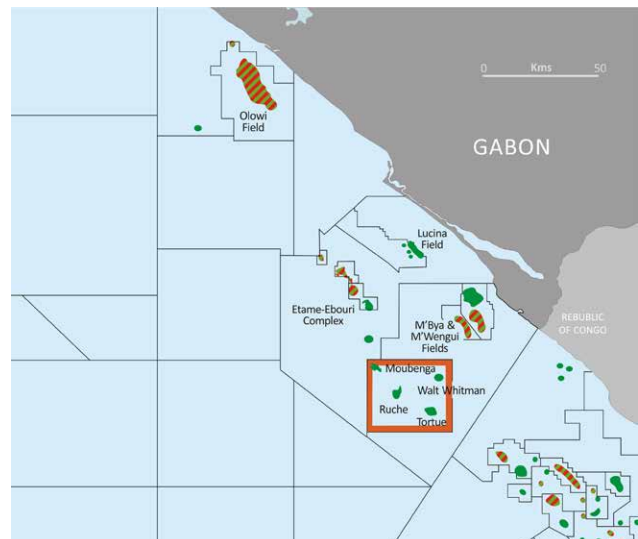 0 50
Kms
Olowi
Field
GABON
Lucina
Field
Etame-Ebouri
Complex
M'Bya &
M'Wengui
Fields
REBUBLIC
OF CONGO
Moubenga
Walt Whitman
Ruche
Tortue